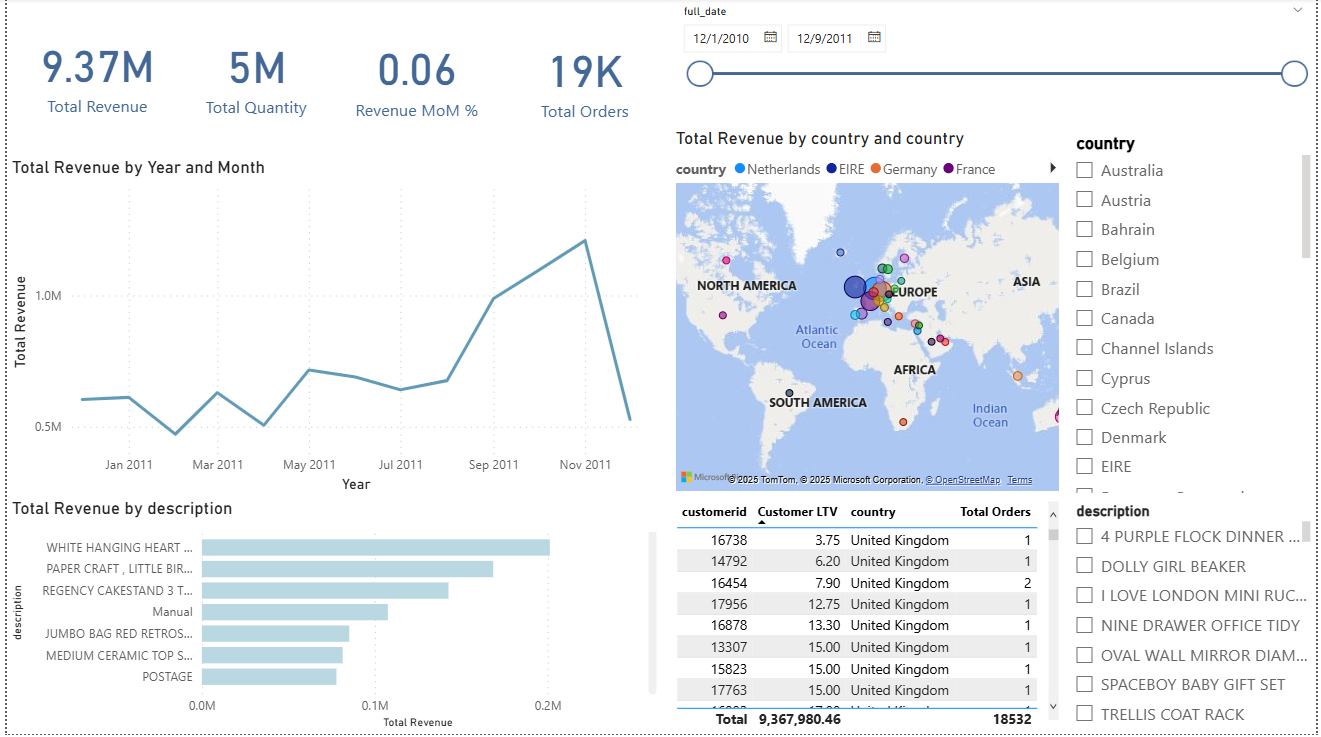 full_date
12/1/2010 12/9/2011
9.37M 5M 0.06 19K
Total Revenue Total Quantity Revenue MoM % Total Orders
Total Revenue by Year and Month
Total Revenue
1.0M
0.5M
Jan 2011 Mar 2011 May 2011 Jul 2011 Sep 2011 Nov 2011
Year
Total Revenue by country and country
country Netherlands EIRE Germany France
NORTH AMERICA
EUROPE
ASIA
Atlantic
Ocean
AFRICA
SOUTH AMERICA
Indian
Ocean
© 2025 TomTom, © 2025 Microsoft Corporation, © OpenStreetMap Terms
country
Australia
Austria
Bahrain
Belgium
Brazil
Canada
Channel Islands
Cyprus
Czech Republic
Denmark
EIRE
Total Revenue by description
description
WHITE HANGING HEART ...
PAPER CRAFT , LITTLE BIR...
REGENCY CAKESTAND 3 T...
Manual
JUMBO BAG RED RETROS...
MEDIUM CERAMIC TOP S...
POSTAGE
0.0M 0.1M 0.2M
Total Revenue
customerid Customer LTV country Total Orders
16738 3.75 United Kingdom 1
14792 6.20 United Kingdom 1
16454 7.90 United Kingdom 2
17956 12.75 United Kingdom 1
16878 13.30 United Kingdom 1
13307 15.00 United Kingdom 1
15823 15.00 United Kingdom 1
17763 15.00 United Kingdom 1
Total 9,367,980.46 18532
description
4 PURPLE FLOCK DINNER ...
DOLLY GIRL BEAKER
I LOVE LONDON MINI RUC...
NINE DRAWER OFFICE TIDY
OVAL WALL MIRROR DIAM...
SPACEBOY BABY GIFT SET
TRELLIS COAT RACK